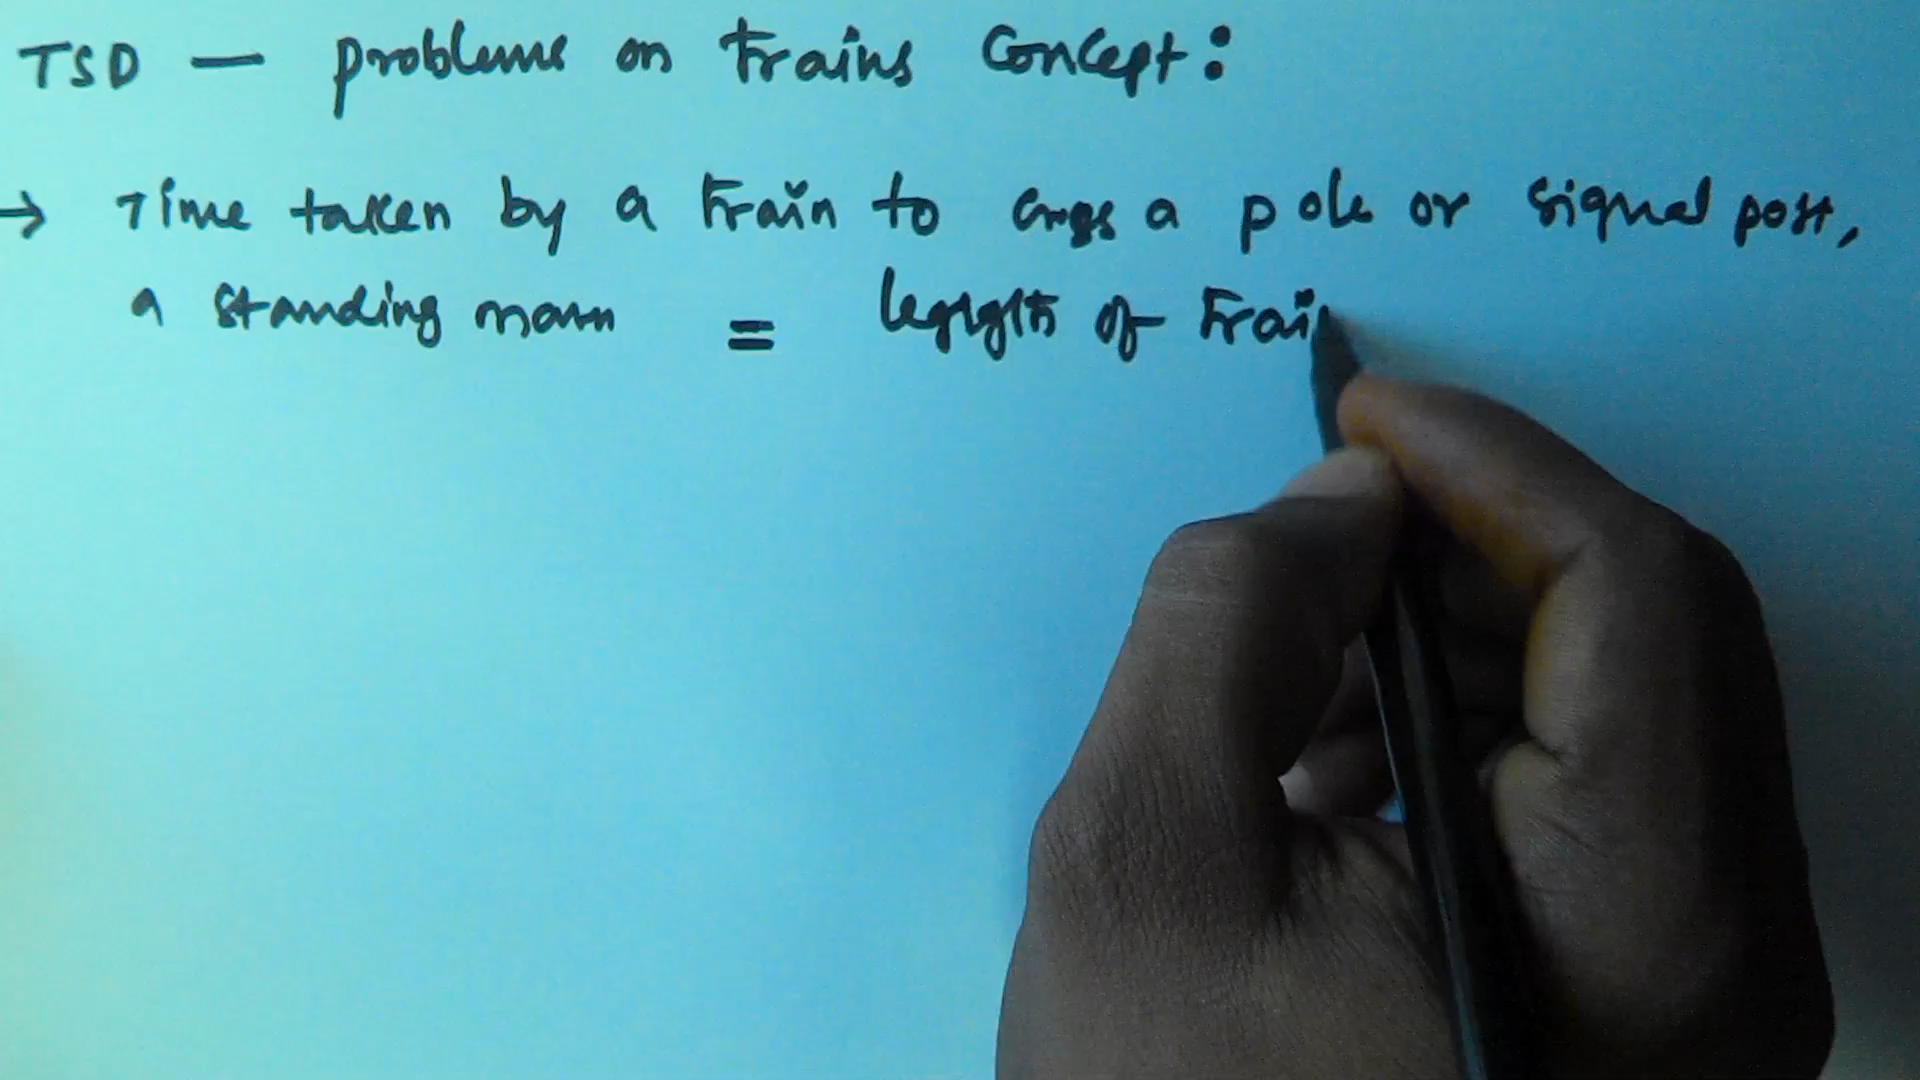 TSD — problems on trains concept:
→ Time taken by a train to cross a pole or signal post,
a standing man = length of Trai